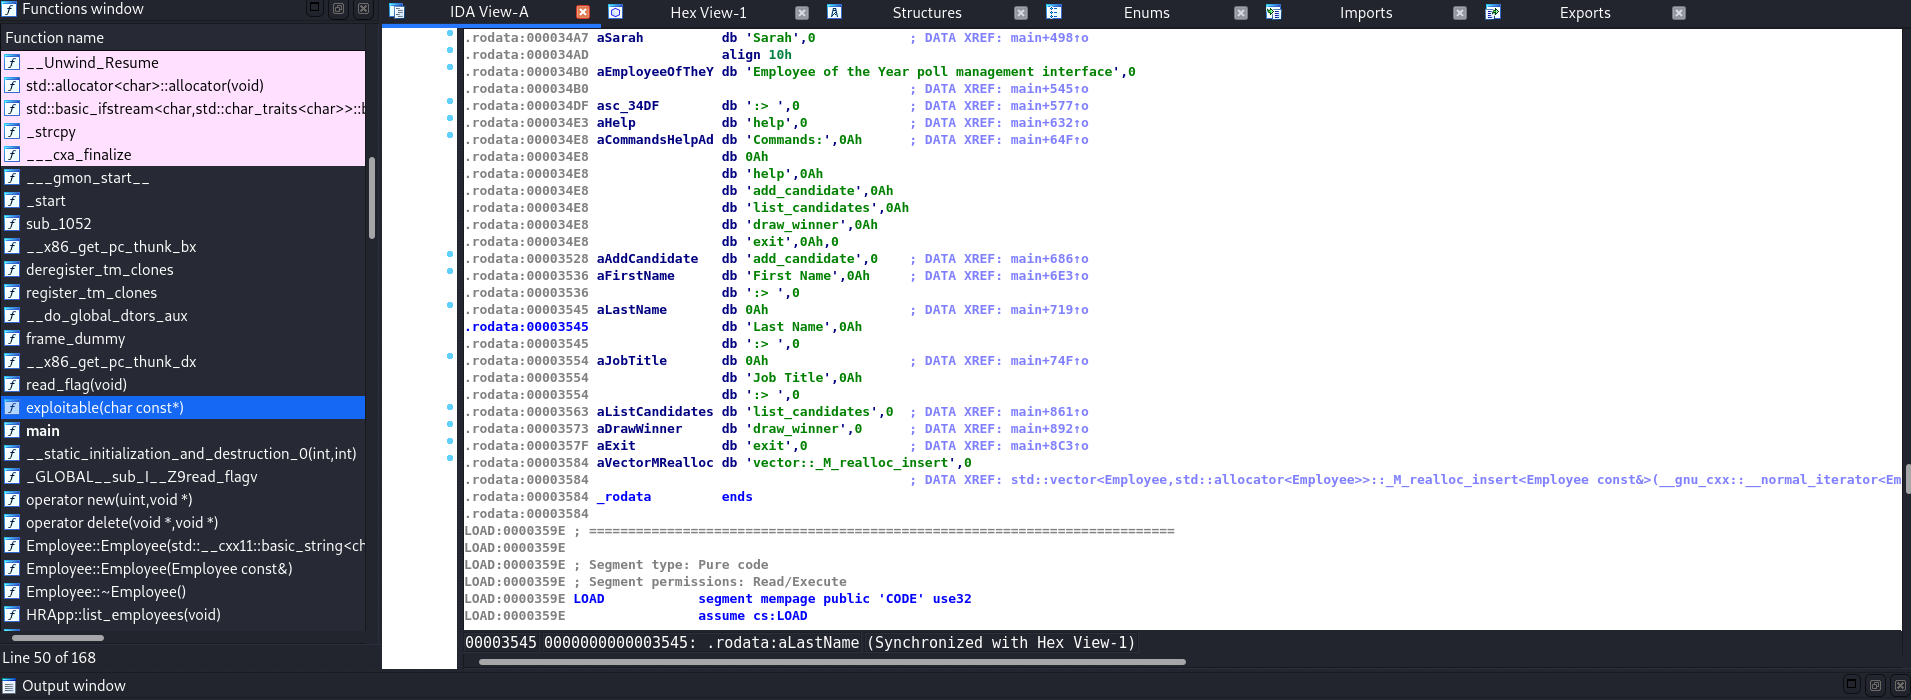 Functions window
IDA View-A
Hex View-1
Structures
Enums
Imports
Exports
Function name
__Unwind_Resume
std::allocator<char>::allocator(void)
std::basic_ifstream<char,std::char_traits<char>>::b
_strcpy
___cxa_finalize
___gmon_start__
_start
sub_1052
__x86_get_pc_thunk_bx
deregister_tm_clones
register_tm_clones
__do_global_dtors_aux
frame_dummy
__x86_get_pc_thunk_dx
read_flag(void)
exploitable(char const*)
main
__static_initialization_and_destruction_0(int,int)
_GLOBAL__sub_I__Z9read_flagv
operator new(uint,void *)
operator delete(void *,void *)
Employee::Employee(std::__cxx11::basic_string<ch
Employee::Employee(Employee const&)
Employee::~Employee()
HRApp::list_employees(void)
Line 50 of 168
.rodata:000034A7 aSarah db 'Sarah',0 ; DATA XREF: main+498↑o
.rodata:000034AD align 10h
.rodata:000034B0 aEmployeeOfTheY db 'Employee of the Year poll management interface',0
.rodata:000034B0 ; DATA XREF: main+545↑o
.rodata:000034DF asc_34DF db ':> ',0 ; DATA XREF: main+577↑o
.rodata:000034E3 aHelp db 'help',0 ; DATA XREF: main+632↑o
.rodata:000034E8 aCommandsHelpAd db 'Commands:',0Ah ; DATA XREF: main+64F↑o
.rodata:000034E8 db 0Ah
.rodata:000034E8 db 'help',0Ah
.rodata:000034E8 db 'add_candidate',0Ah
.rodata:000034E8 db 'list_candidates',0Ah
.rodata:000034E8 db 'draw_winner',0Ah
.rodata:000034E8 db 'exit',0Ah,0
.rodata:00003528 aAddCandidate db 'add_candidate',0 ; DATA XREF: main+686↑o
.rodata:00003536 aFirstName db 'First Name',0Ah ; DATA XREF: main+6E3↑o
.rodata:00003536 db ':> ',0
.rodata:00003545 aLastName db 0Ah ; DATA XREF: main+719↑o
.rodata:00003545 db 'Last Name',0Ah
.rodata:00003545 db ':> ',0
.rodata:00003554 aJobTitle db 0Ah ; DATA XREF: main+74F↑o
.rodata:00003554 db 'Job Title',0Ah
.rodata:00003554 db ':> ',0
.rodata:00003563 aListCandidates db 'list_candidates',0 ; DATA XREF: main+861↑o
.rodata:00003573 aDrawWinner db 'draw_winner',0 ; DATA XREF: main+892↑o
.rodata:0000357F aExit db 'exit',0 ; DATA XREF: main+8C3↑o
.rodata:00003584 aVectorMRealloc db 'vector::_M_realloc_insert',0
.rodata:00003584 ; DATA XREF: std::vector<Employee,std::allocator<Employee>>::_M_realloc_insert<Employee const&>(__gnu_cxx::__normal_iterator<Em
.rodata:00003584 _rodata ends
.rodata:00003584
LOAD:0000359E ; ===========================================================================
LOAD:0000359E
LOAD:0000359E ; Segment type: Pure code
LOAD:0000359E ; Segment permissions: Read/Execute
LOAD:0000359E LOAD segment mempage public 'CODE' use32
LOAD:0000359E assume cs:LOAD
00003545 0000000000003545: .rodata:aLastName (Synchronized with Hex View-1)
Output window